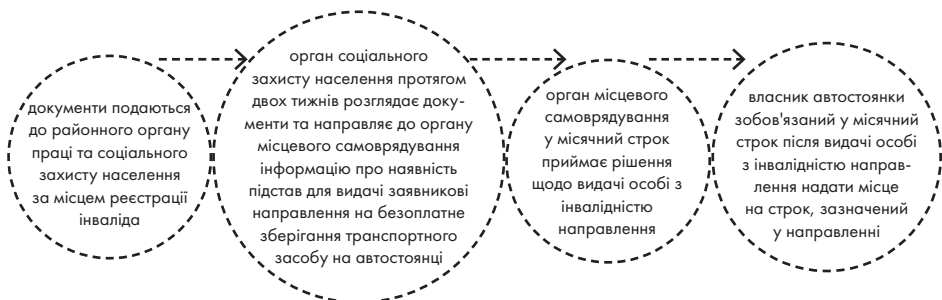 документи подаються
до районного органу
праці та соціального
захисту населення
за місцем реєстрації
інваліда
орган соціального
захисту населення протягом
двох тижнів розглядає доку-
менти та направляє до органу
місцевого самоврядування
інформацію про наявність
підстав для видачі заявникові
направлення на безоплатне
зберігання транспортного
засобу на автостоянці
орган місцевого
самоврядування
у місячний строк
приймає рішення
щодо видачі особі з
інвалідністю
направлення
власник автостоянки
зобов'язаний у місячний
строк після видачі особі
з інвалідністю направ-
лення надати місце
на строк, зазначений
у направленні